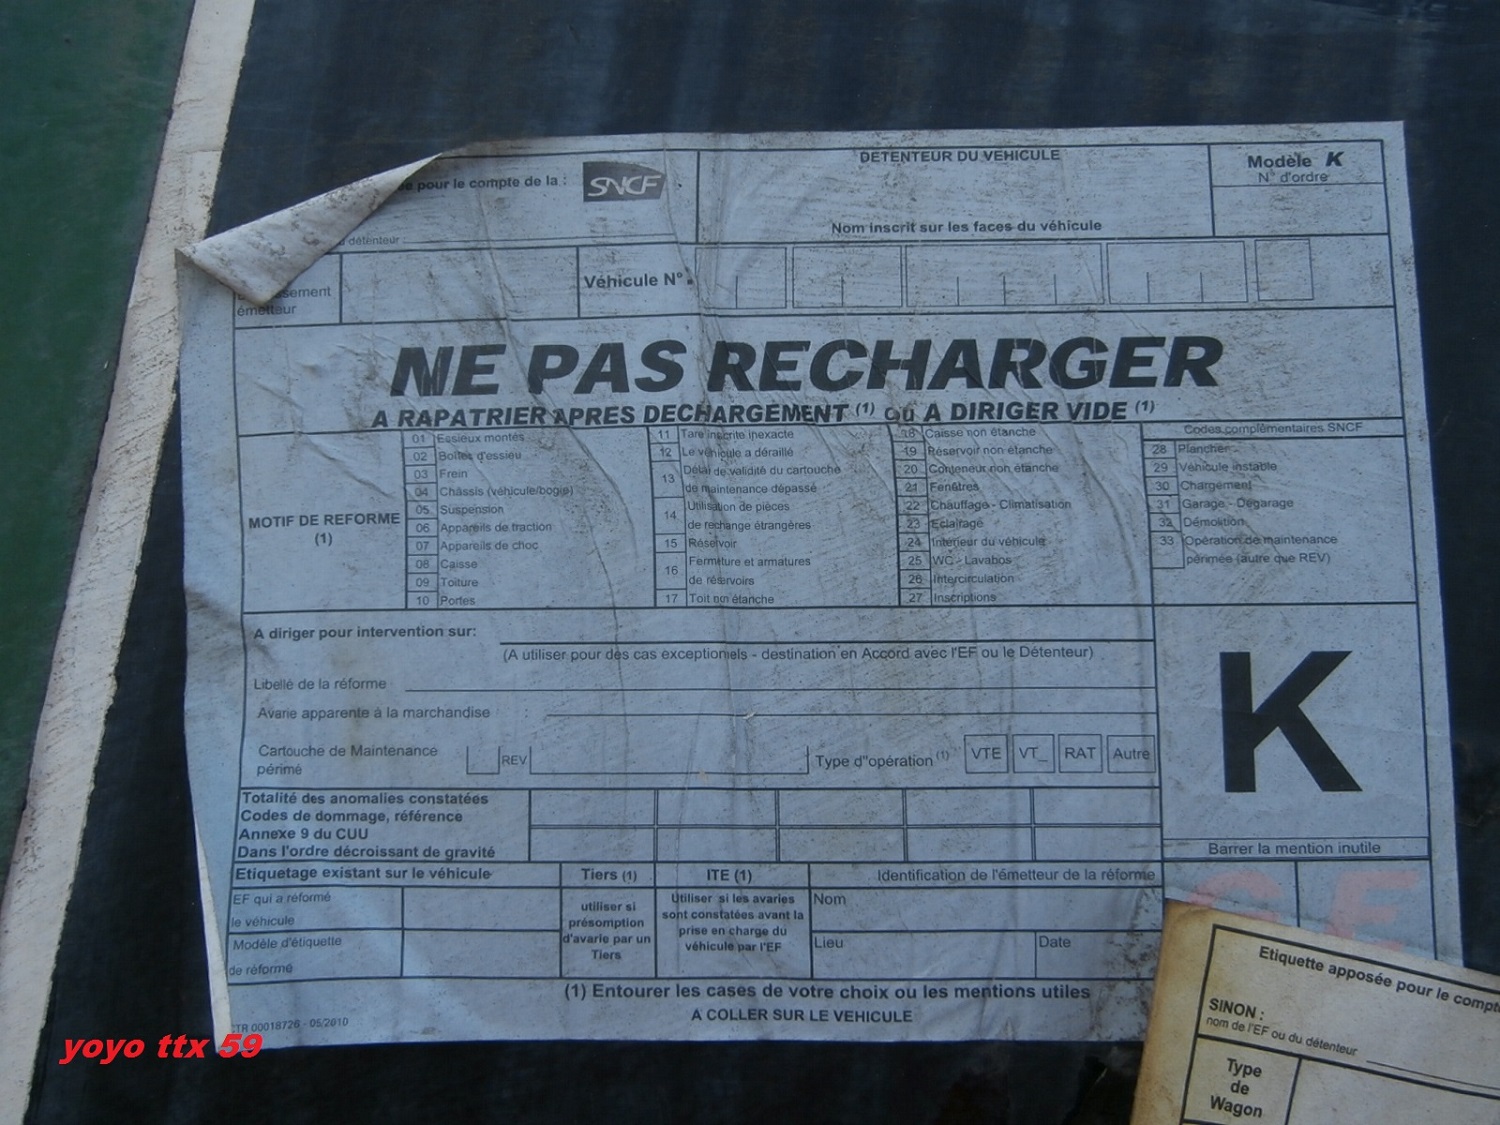 pour le compte de la :
SNCF
DETENTEUR DU VEHICULE
Modèle K
N° d'ordre
détenteur
Nom inscrit sur les faces du véhicule
émetteur
Véhicule N°
NE PAS RECHARGER
A RAPATRIER APRES DECHARGEMENT (1) ou A DIRIGER VIDE (1)
MOTIF DE REFORME
(1)
01 Essieux montés
02 Boites d'essieu
03 Frein
04 Châssis (véhicule/bogie)
05 Suspension
06 Appareils de traction
07 Appareils de choc
08 Caisse
09 Toiture
10 Portes
11 Tare inscrite inexacte
12 Le véhicule a déraillé
13 Délai de validité du cartouche
de maintenance dépassé
14 Utilisation de pièces
de rechange étrangères
15 Réservoir
16 Fermeture et armatures
de réservoirs
17 Toit non étanche
18 Caisse non étanche
19 Réservoir non étanche
20 Conteneur non étanche
21 Fenêtres
22 Chauffage - Climatisation
23 Eclairage
24 Intérieur du véhicule
25 WC - Lavabos
26 Intercirculation
27 Inscriptions
Codes complémentaires SNCF
28 Plancher
29 Véhicule instable
30 Chargement
31 Garage - Dégarage
32 Démolition
33 Opération de maintenance
périmée (autre que REV)
A diriger pour intervention sur:
(A utiliser pour des cas exceptionels - destination en Accord avec l'EF ou le Détenteur)
Libellé de la réforme
Avarie apparente à la marchandise :
Cartouche de Maintenance
périmé
REV
Type d"opération (1)
VTE VT_ RAT Autre
K
Barrer la mention inutile
Totalité des anomalies constatées
Codes de dommage, référence
Annexe 9 du CUU
Dans l'ordre décroissant de gravité
Etiquetage existant sur le véhicule
Tiers (1)
ITE (1)
Identification de l'émetteur de la réforme
EF qui a réformé
le véhicule
Modèle d'étiquette
de réformé
utiliser si
présomption
d'avarie par un
Tiers
Utiliser si les avaries
sont constatées avant la
prise en charge du
véhicule par l'EF
Nom
Lieu
Date
(1) Entourer les cases de votre choix ou les mentions utiles
A COLLER SUR LE VEHICULE
CTR 00018726 - 05/2010
yoyo ttx 59
Etiquette apposée pour le compte
SINON :
nom de l'EF ou du détenteur
Type
de
Wagon